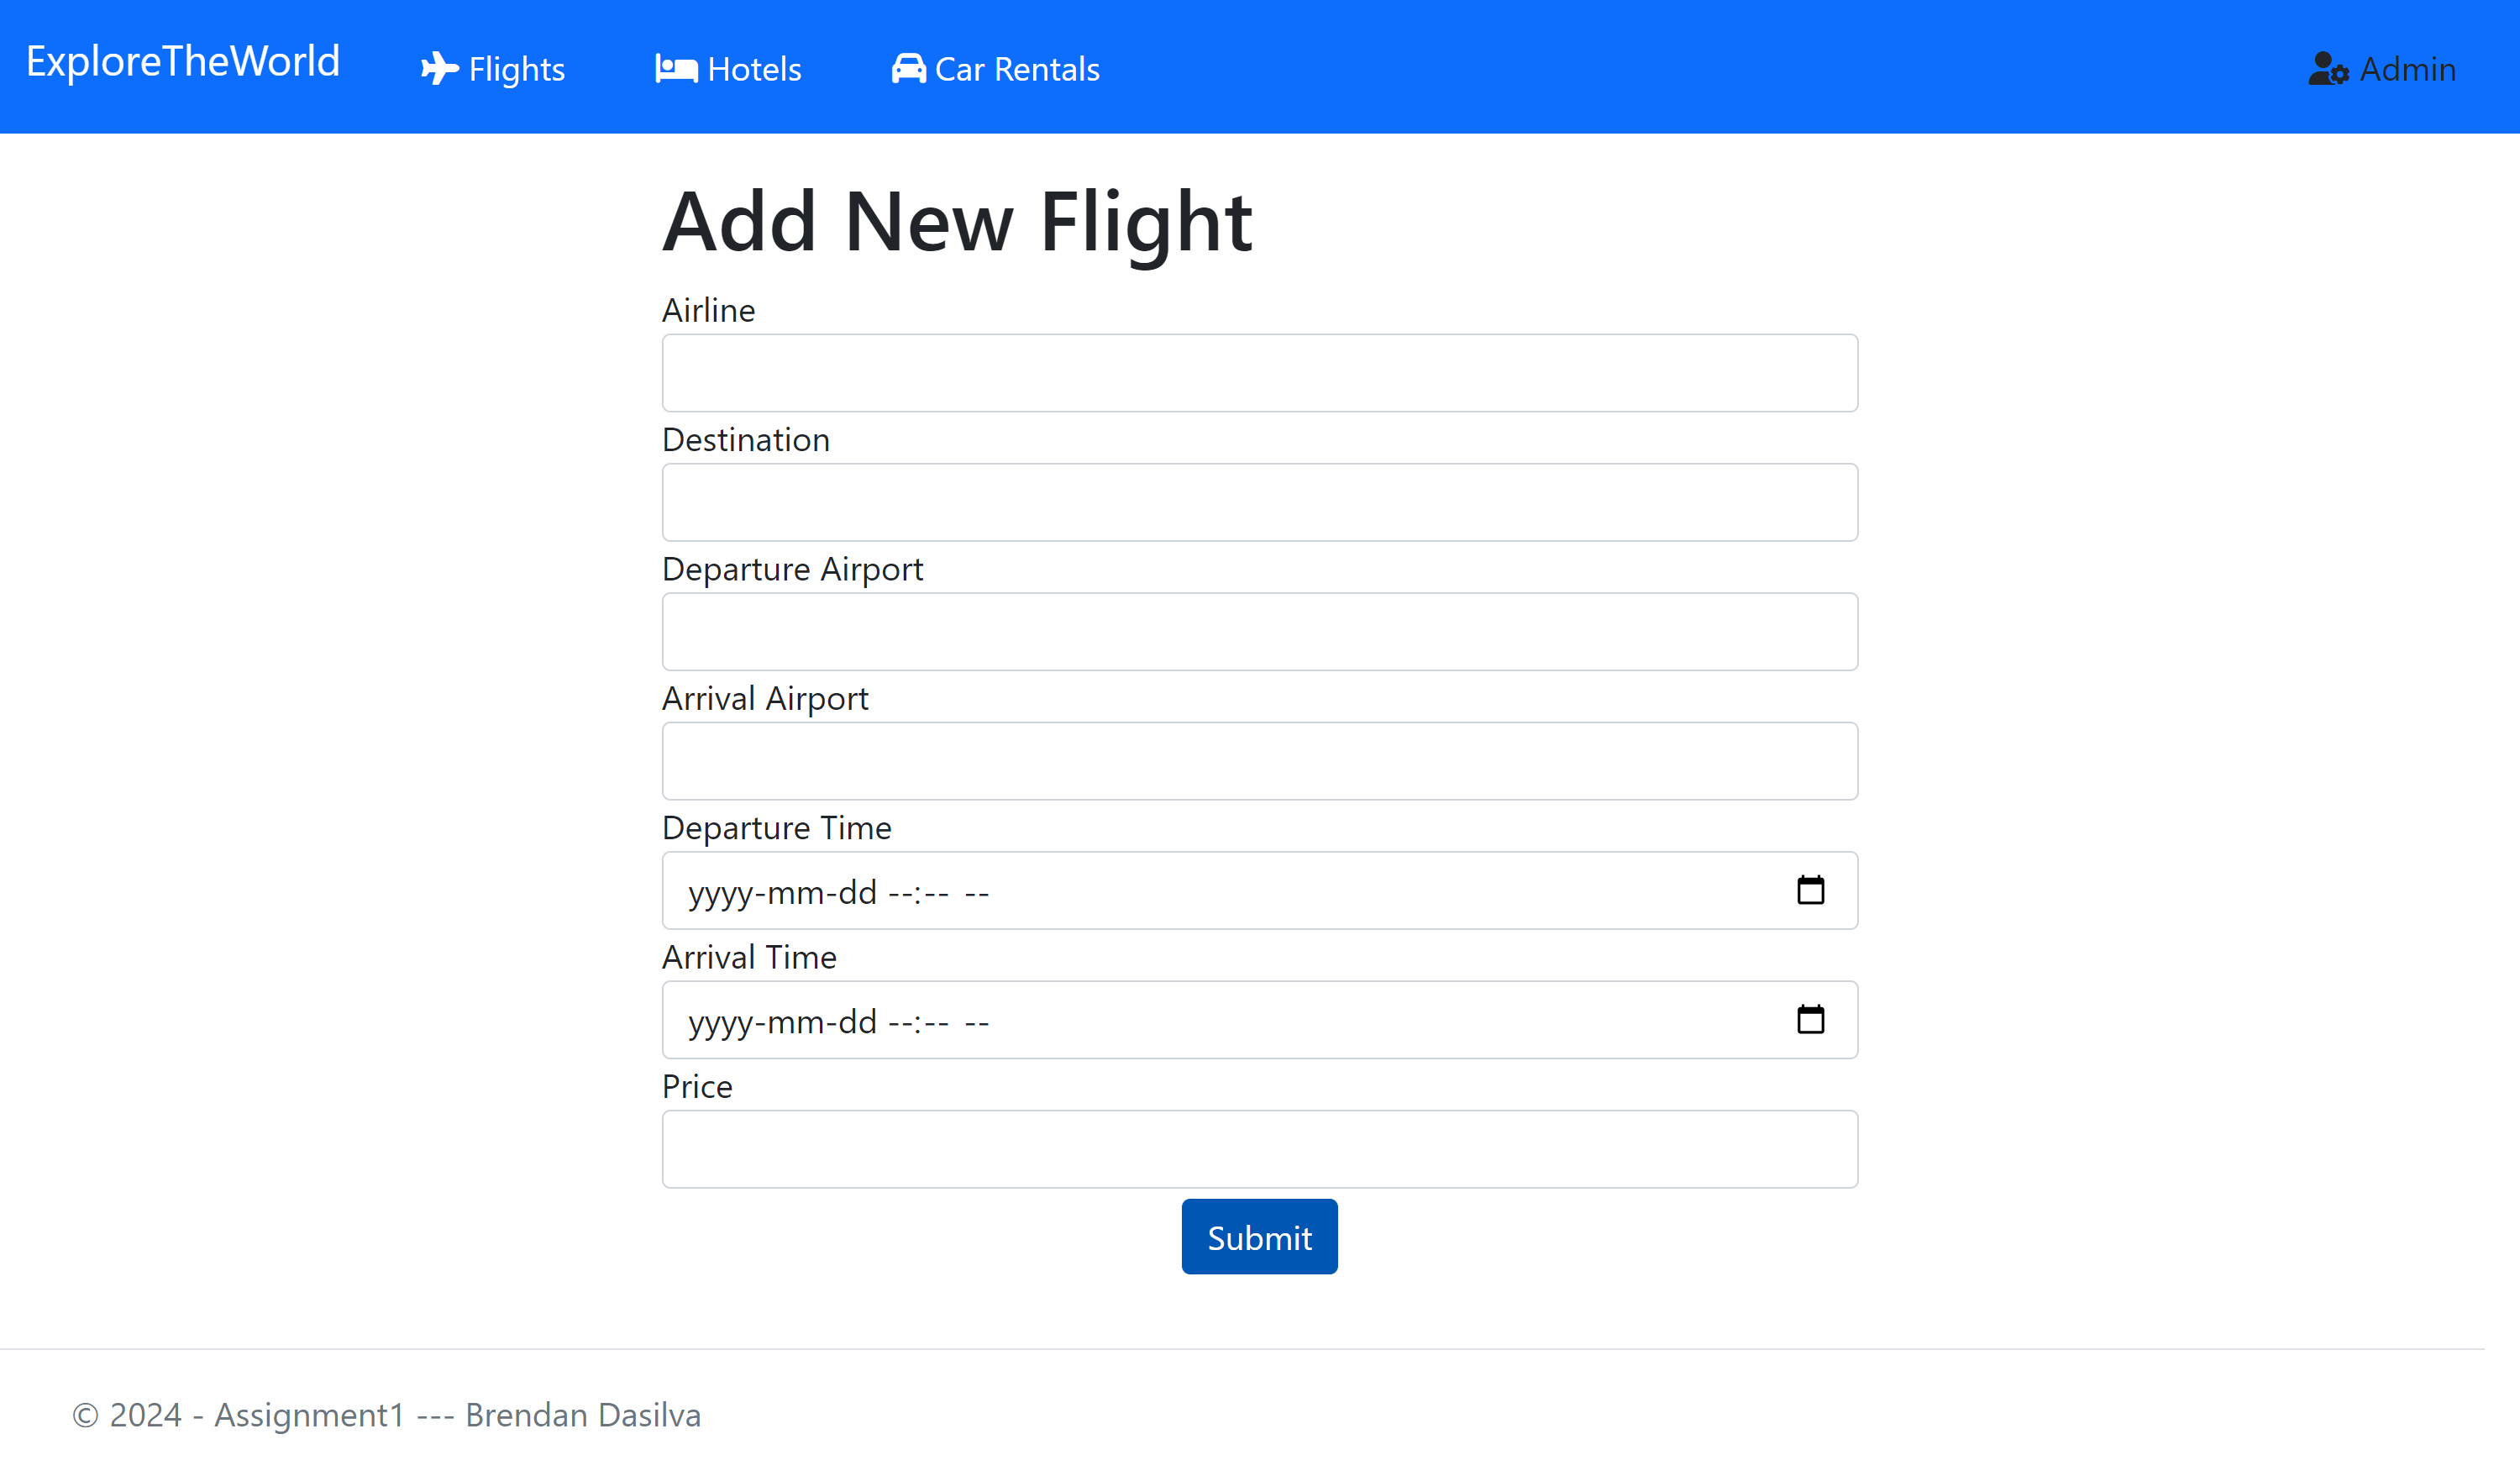 ExploreTheWorld Flights Hotels Car Rentals Admin
Add New Flight
Airline
Destination
Departure Airport
Arrival Airport
Departure Time
yyyy-mm-dd --:-- --
Arrival Time
yyyy-mm-dd --:-- --
Price
Submit
© 2024 - Assignment1 --- Brendan Dasilva